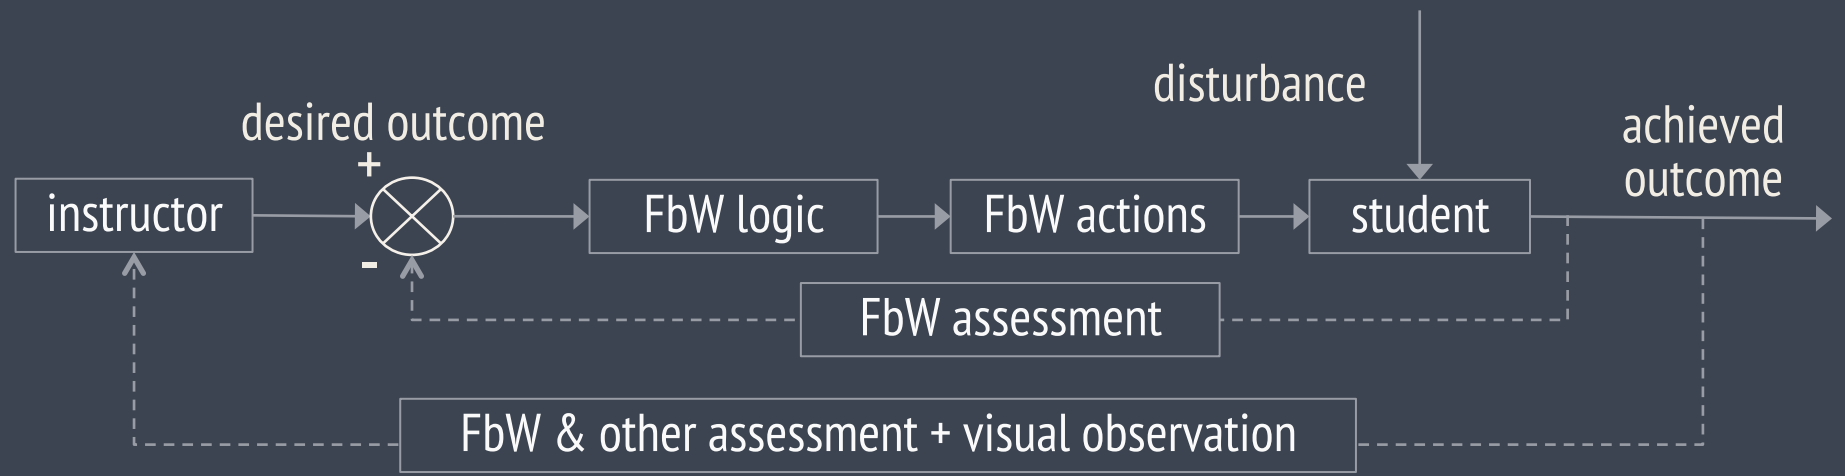 disturbance
desired outcome
achieved
outcome
+
instructor
FbW logic
FbW actions
student
-
FbW assessment
FbW & other assessment + visual observation